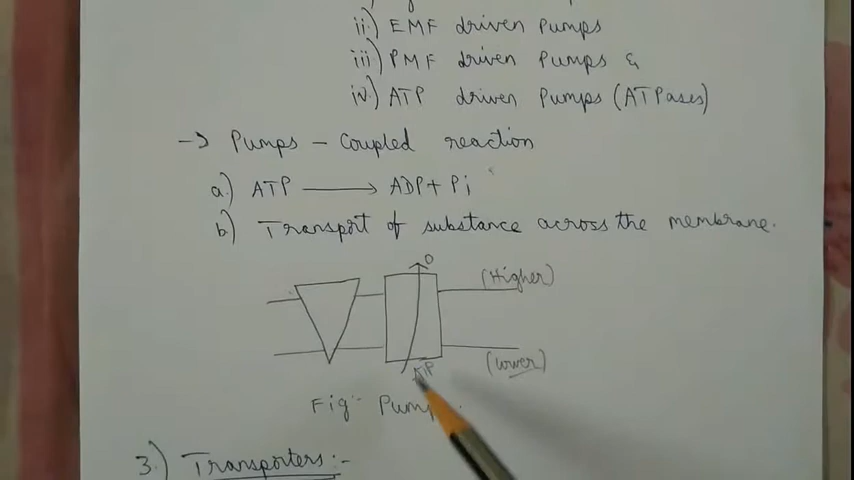 ii) EMF driven Pumps
iii) PMF driven Pumps &
iv) ATP driven Pumps (ATPases)
→ Pumps - Coupled reaction
a) ATP → ADP + Pi
b) Transport of substance across the membrane.
(Higher)
(Lower)
Fig:- Pump
3.) Transporters:-